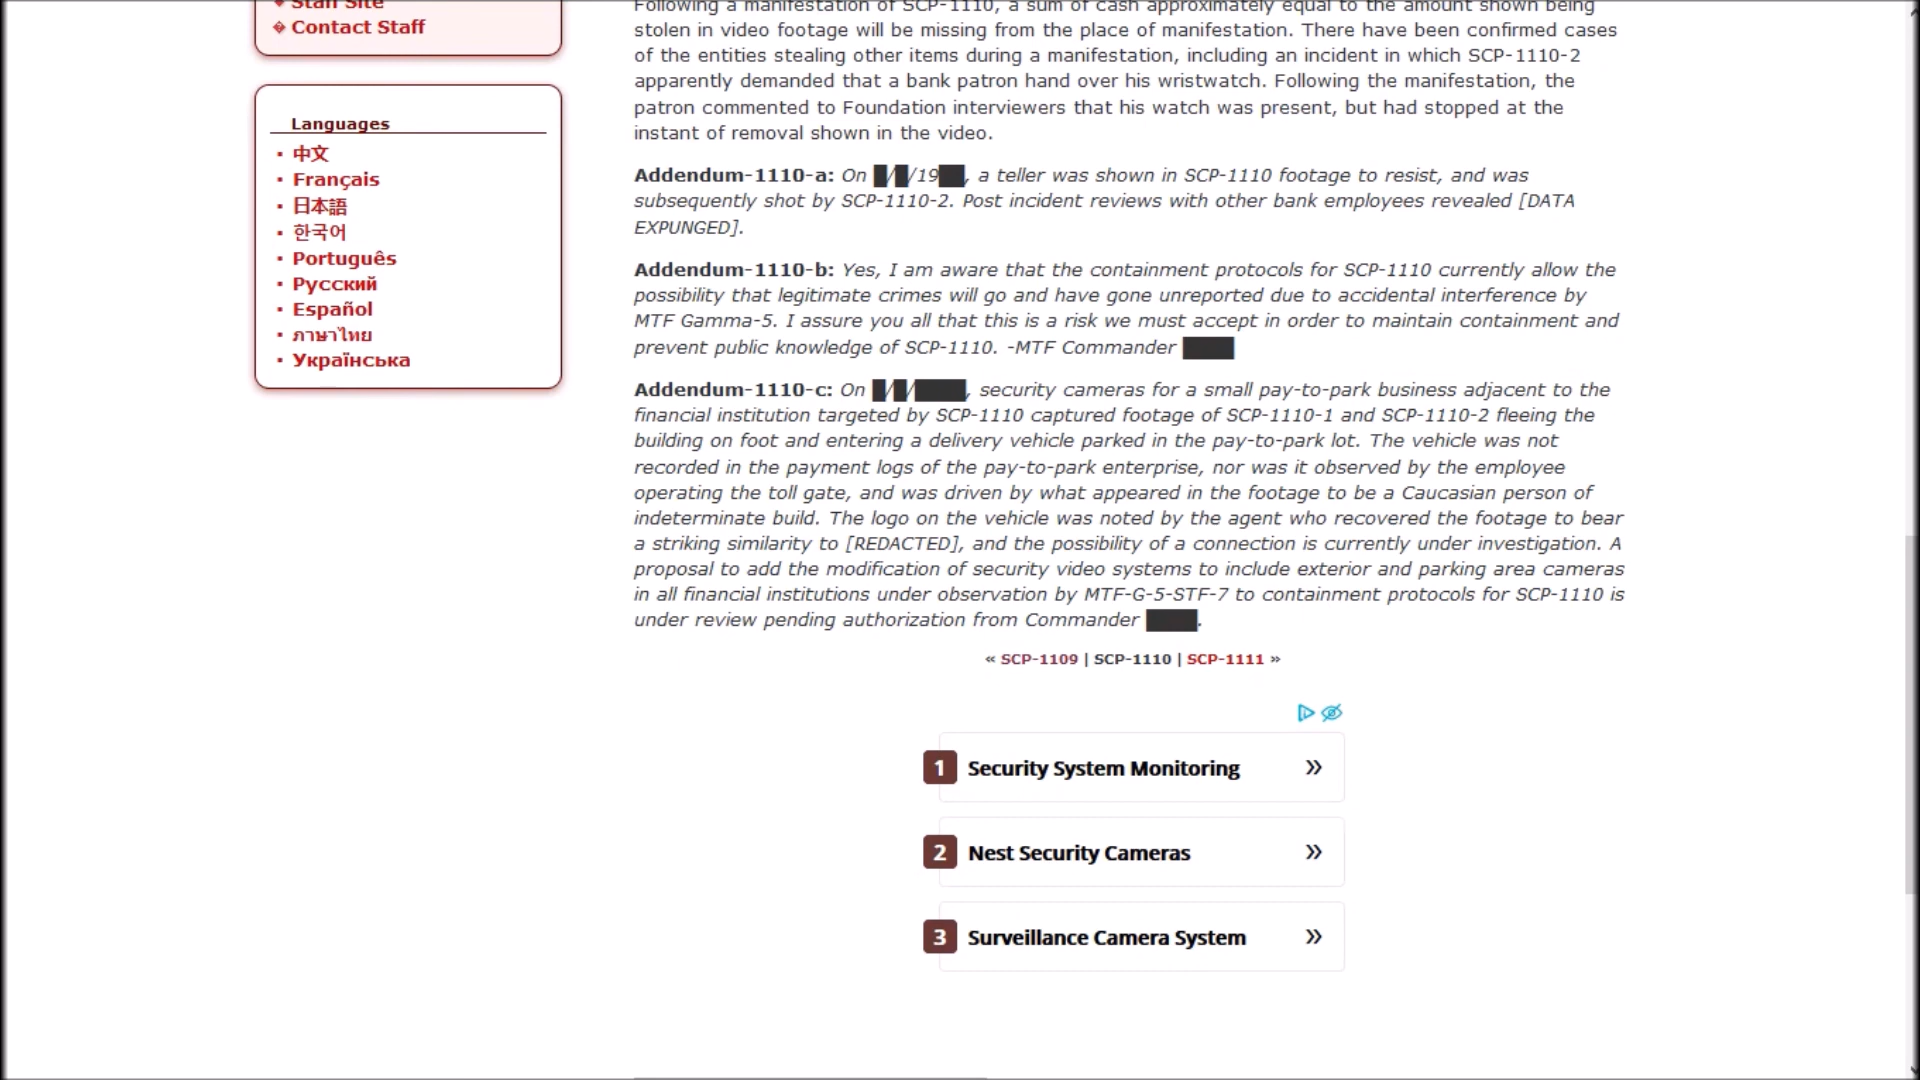 Staff Site
Contact Staff
Languages
中文
Français
日本語
한국어
Português
Русский
Español
ภาษาไทย
Українська
Following a manifestation of SCP-1110, a sum of cash approximately equal to the amount shown being
stolen in video footage will be missing from the place of manifestation. There have been confirmed cases
of the entities stealing other items during a manifestation, including an incident in which SCP-1110-2
apparently demanded that a bank patron hand over his wristwatch. Following the manifestation, the
patron commented to Foundation interviewers that his watch was present, but had stopped at the
instant of removal shown in the video.
Addendum-1110-a: On █/█/19██, a teller was shown in SCP-1110 footage to resist, and was
subsequently shot by SCP-1110-2. Post incident reviews with other bank employees revealed [DATA
EXPUNGED].
Addendum-1110-b: Yes, I am aware that the containment protocols for SCP-1110 currently allow the
possibility that legitimate crimes will go and have gone unreported due to accidental interference by
MTF Gamma-5. I assure you all that this is a risk we must accept in order to maintain containment and
prevent public knowledge of SCP-1110. -MTF Commander ████
Addendum-1110-c: On █/█/████, security cameras for a small pay-to-park business adjacent to the
financial institution targeted by SCP-1110 captured footage of SCP-1110-1 and SCP-1110-2 fleeing the
building on foot and entering a delivery vehicle parked in the pay-to-park lot. The vehicle was not
recorded in the payment logs of the pay-to-park enterprise, nor was it observed by the employee
operating the toll gate, and was driven by what appeared in the footage to be a Caucasian person of
indeterminate build. The logo on the vehicle was noted by the agent who recovered the footage to bear
a striking similarity to [REDACTED], and the possibility of a connection is currently under investigation. A
proposal to add the modification of security video systems to include exterior and parking area cameras
in all financial institutions under observation by MTF-G-5-STF-7 to containment protocols for SCP-1110 is
under review pending authorization from Commander ████.
« SCP-1109 | SCP-1110 | SCP-1111 »
1 Security System Monitoring »
2 Nest Security Cameras »
3 Surveillance Camera System »